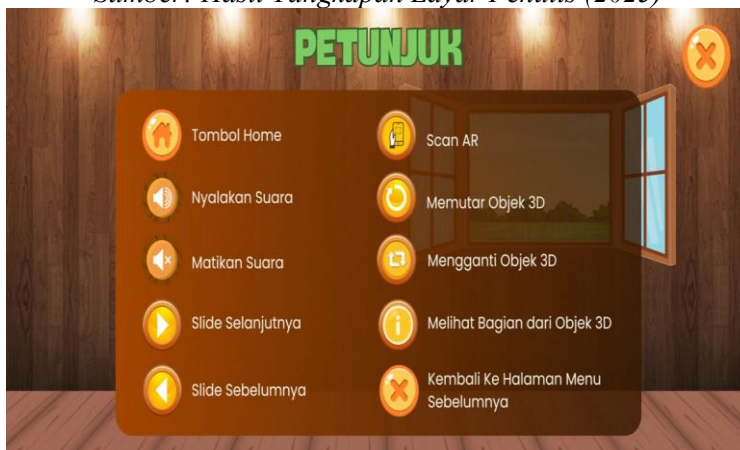 Sumber: Hasil Tangkapan Layar Penulis (2023)
PETUNJUK
Tombol Home
Nyalakan Suara
Matikan Suara
Slide Selanjutnya
Slide Sebelumnya
Scan AR
Memutar Objek 3D
Mengganti Objek 3D
Melihat Bagian dari Objek 3D
Kembali Ke Halaman Menu
Sebelumnya